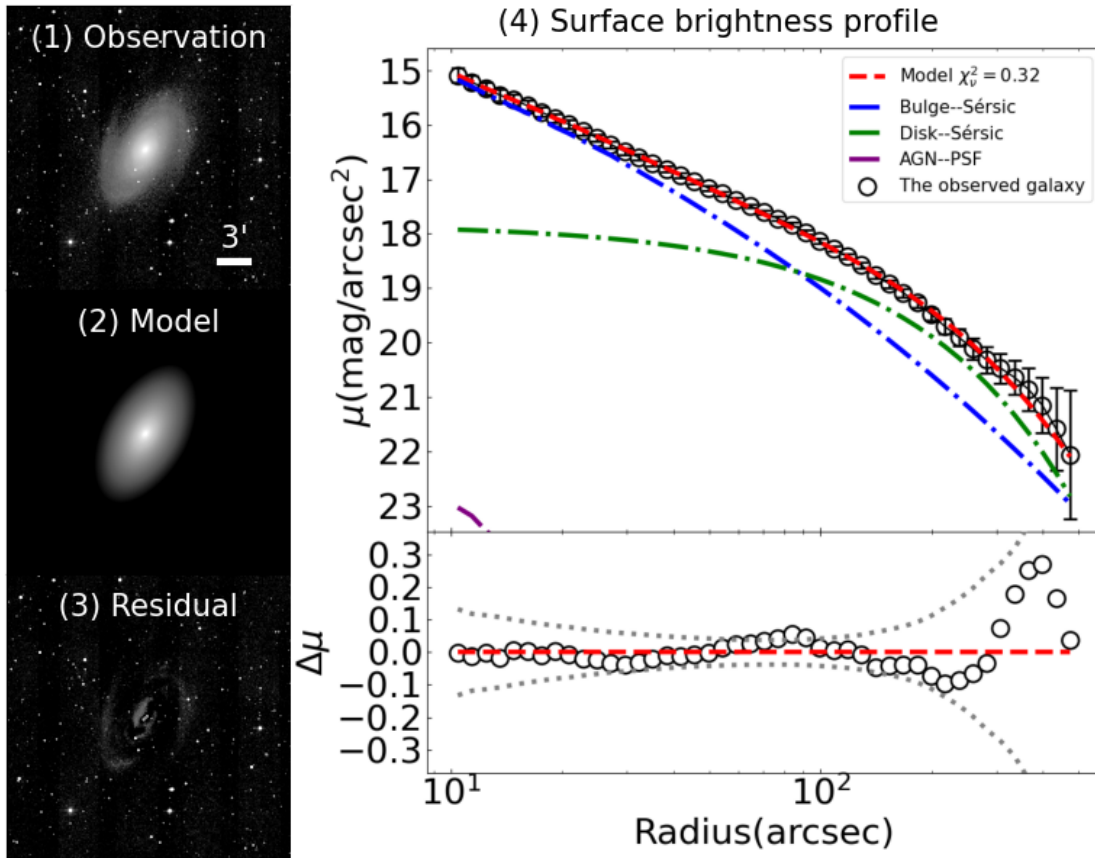 (1) Observation
3'
(2) Model
(3) Residual
(4) Surface brightness profile
μ(mag/arcsec²)
15
16
17
18
19
20
21
22
23
Model χ²ᵥ = 0.32
Bulge--Sérsic
Disk--Sérsic
AGN--PSF
The observed galaxy
Δμ
0.3
0.2
0.1
0.0
−0.1
−0.2
−0.3
10¹ 10²
Radius(arcsec)